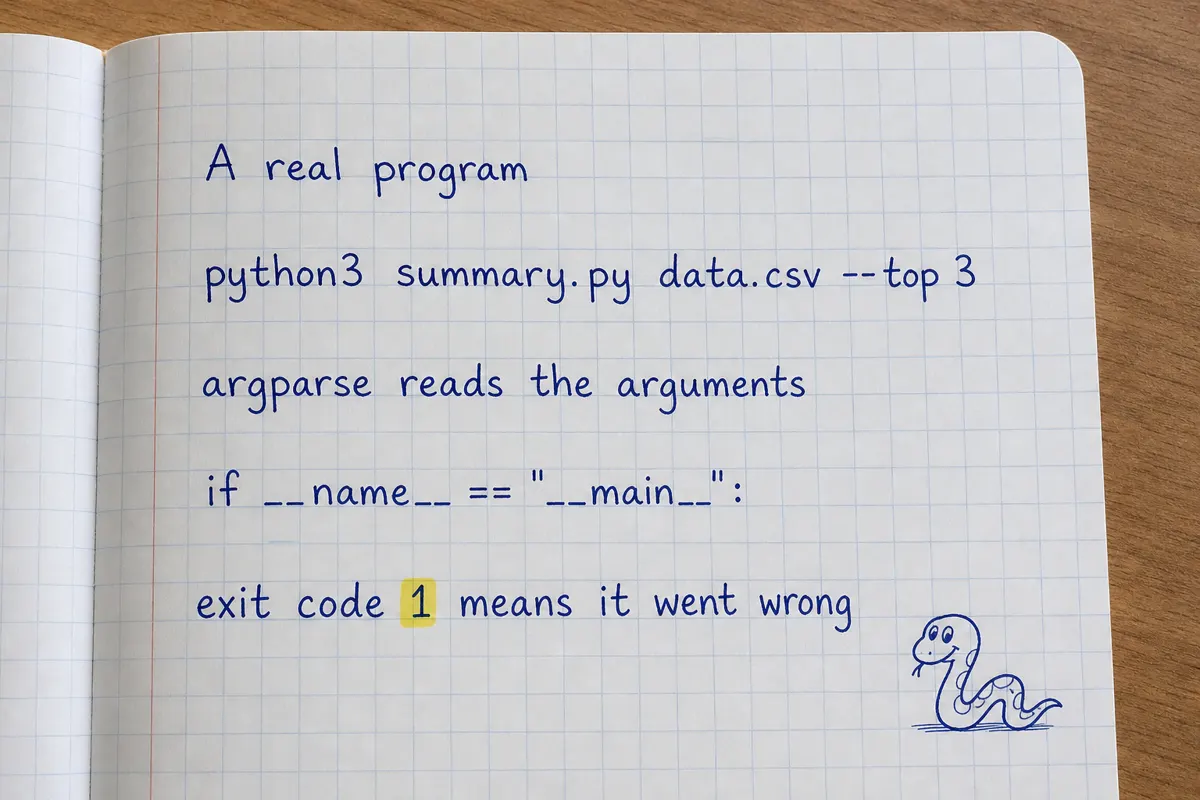 A real program
python3 summary.py data.csv --top 3
argparse reads the arguments
if __name__ == "__main__":
exit code 1 means it went wrong